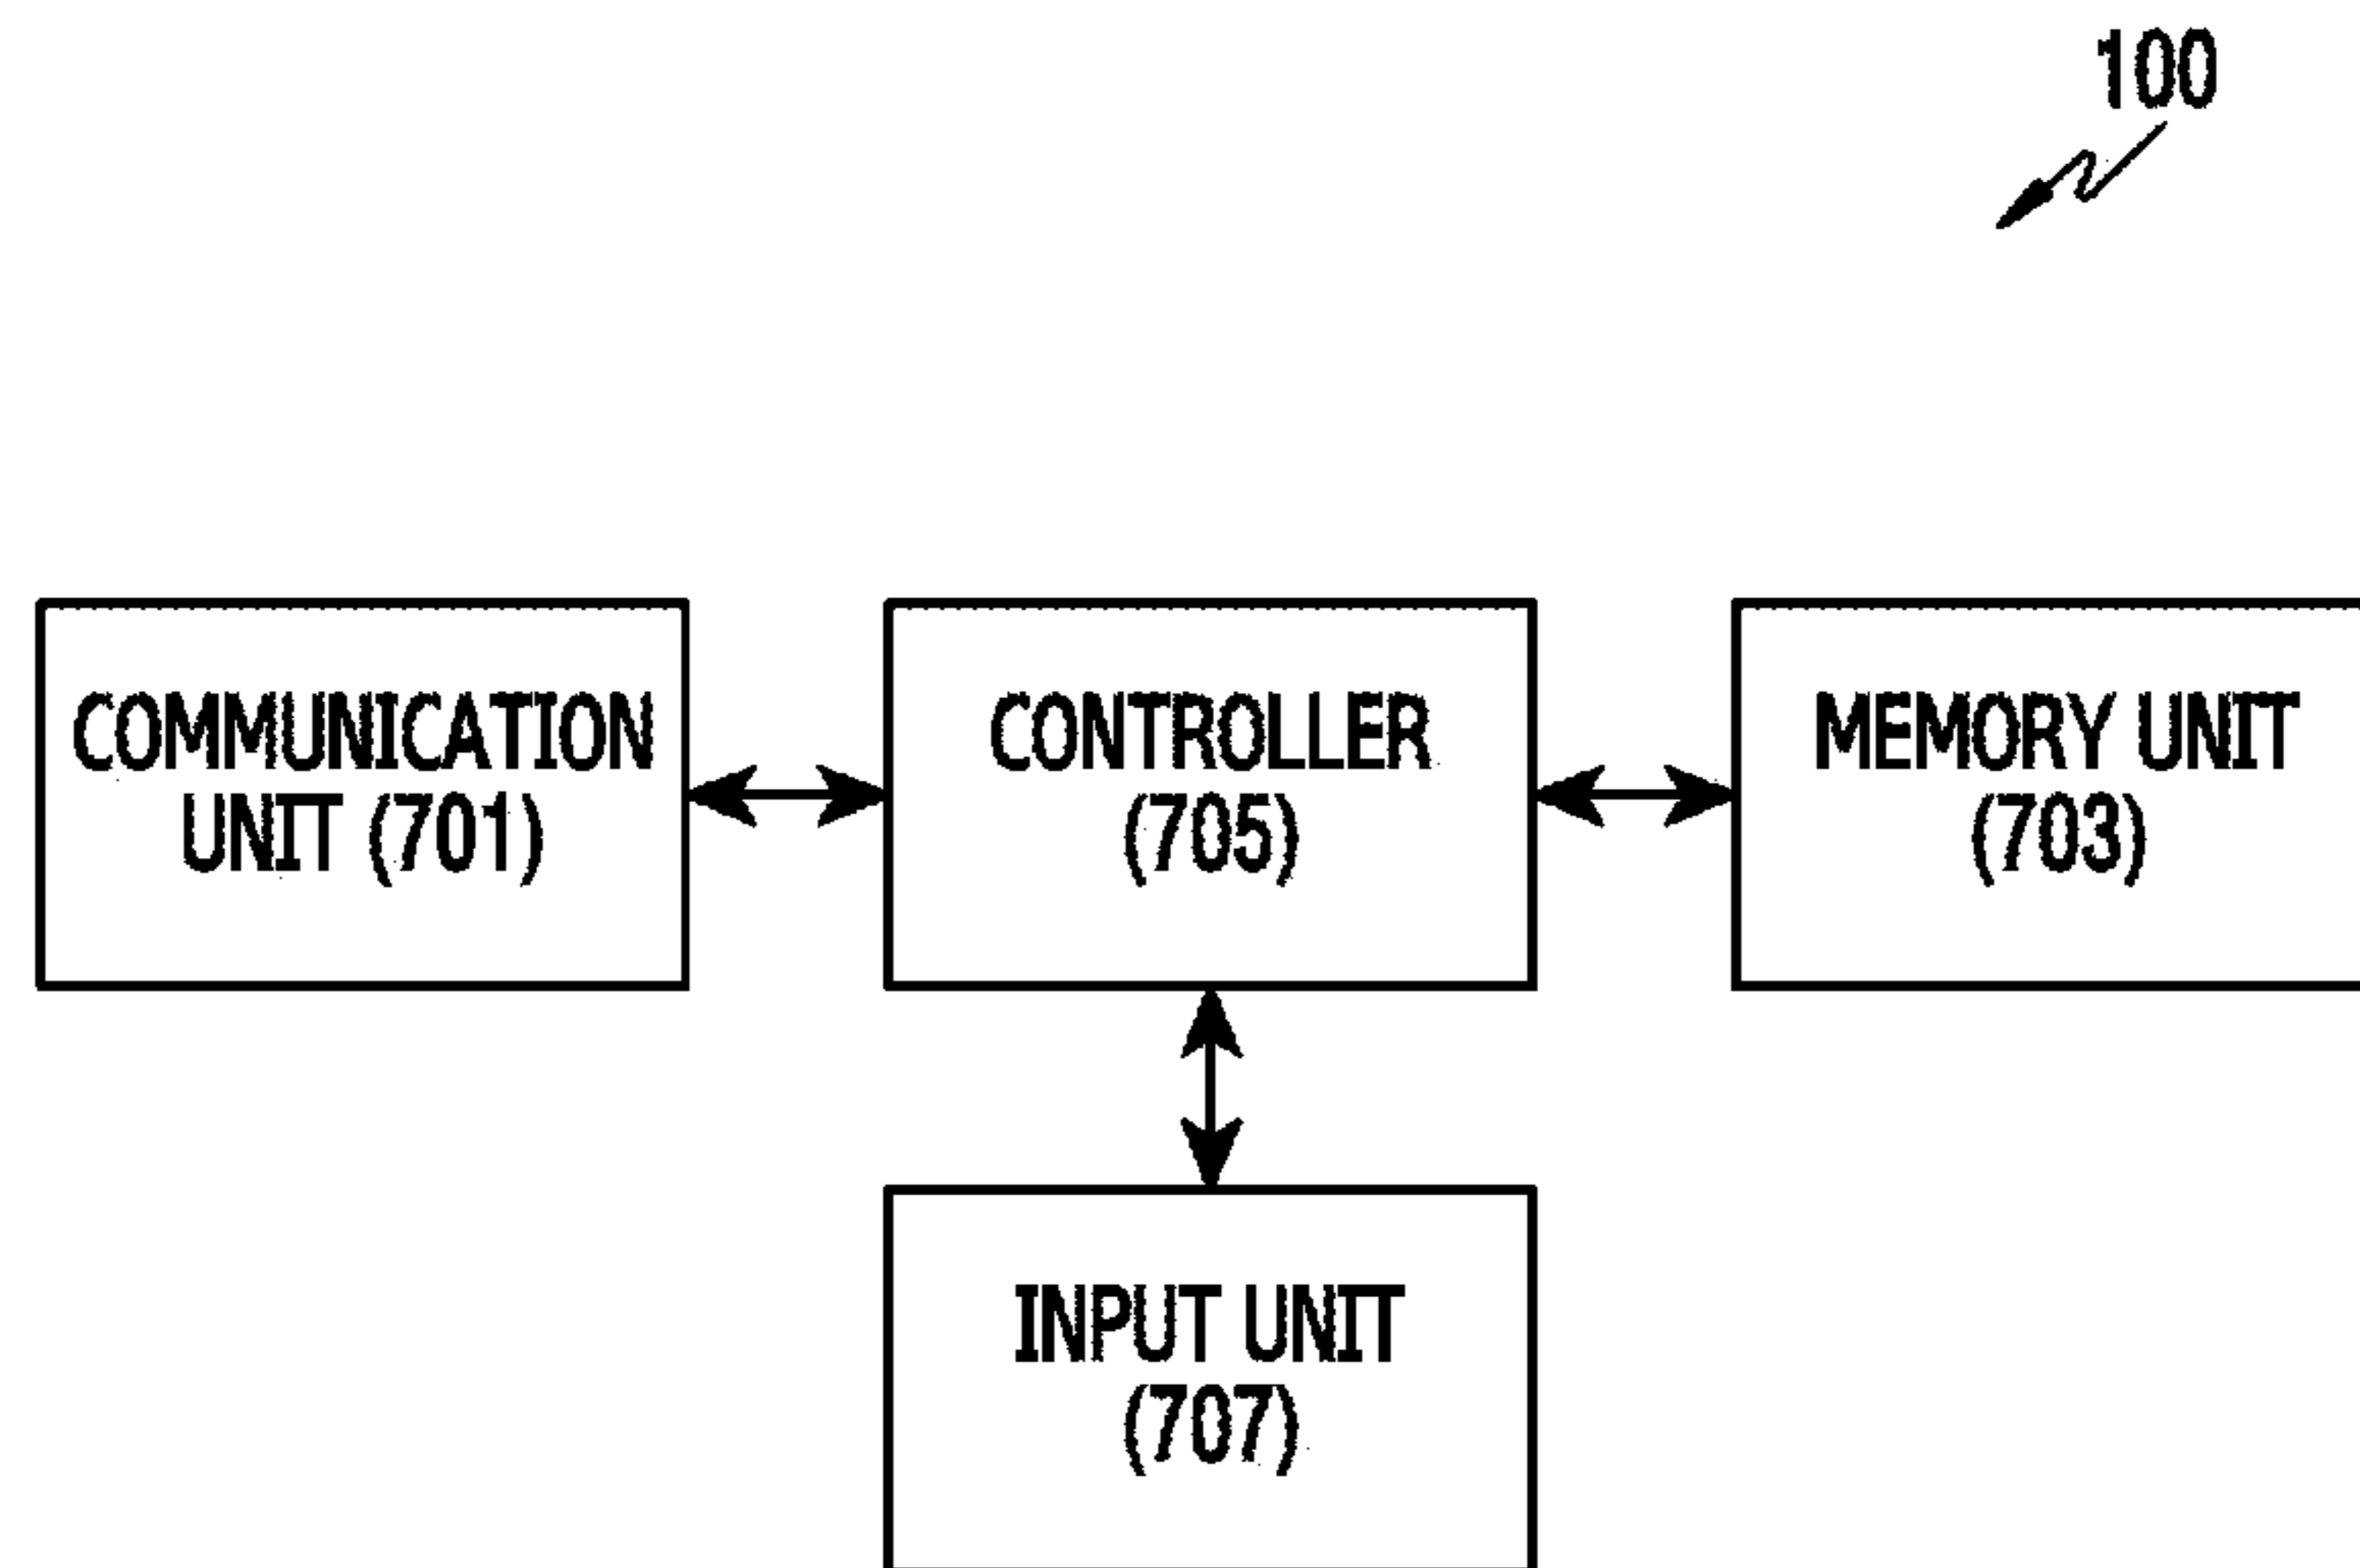 100
COMMUNICATION
UNIT (701)
CONTROLLER
(705)
MEMORY UNIT
(703)
INPUT UNIT
(707)